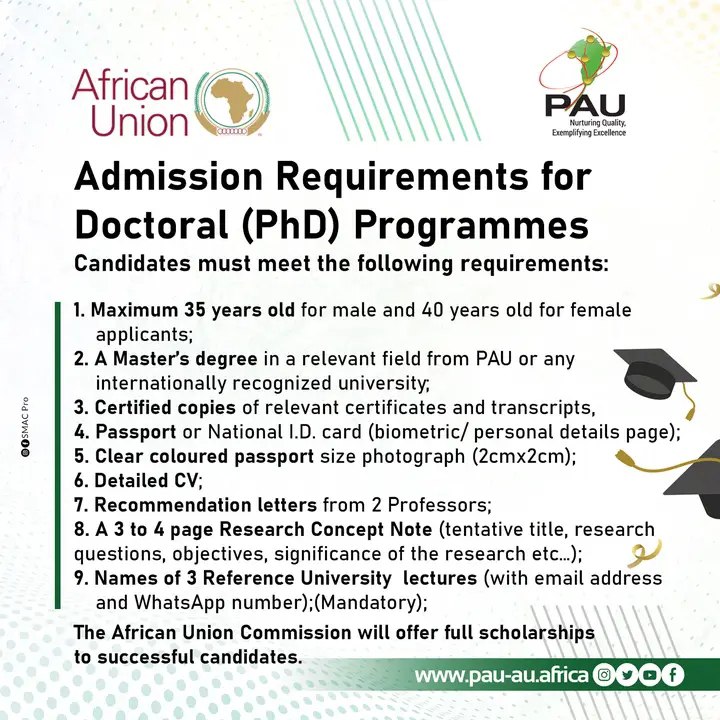 African
Union
PAU
Nurturing Quality,
Exemplifying Excellence
Admission Requirements for
Doctoral (PhD) Programmes
Candidates must meet the following requirements:
1. Maximum 35 years old for male and 40 years old for female
applicants;
2. A Master's degree in a relevant field from PAU or any
internationally recognized university;
3. Certified copies of relevant certificates and transcripts,
4. Passport or National I.D. card (biometric/ personal details page);
5. Clear coloured passport size photograph (2cmx2cm);
6. Detailed CV;
7. Recommendation letters from 2 Professors;
8. A 3 to 4 page Research Concept Note (tentative title, research
questions, objectives, significance of the research etc...);
9. Names of 3 Reference University lectures (with email address
and WhatsApp number);(Mandatory);
The African Union Commission will offer full scholarships
to successful candidates.
www.pau-au.africa
SMAC Pro